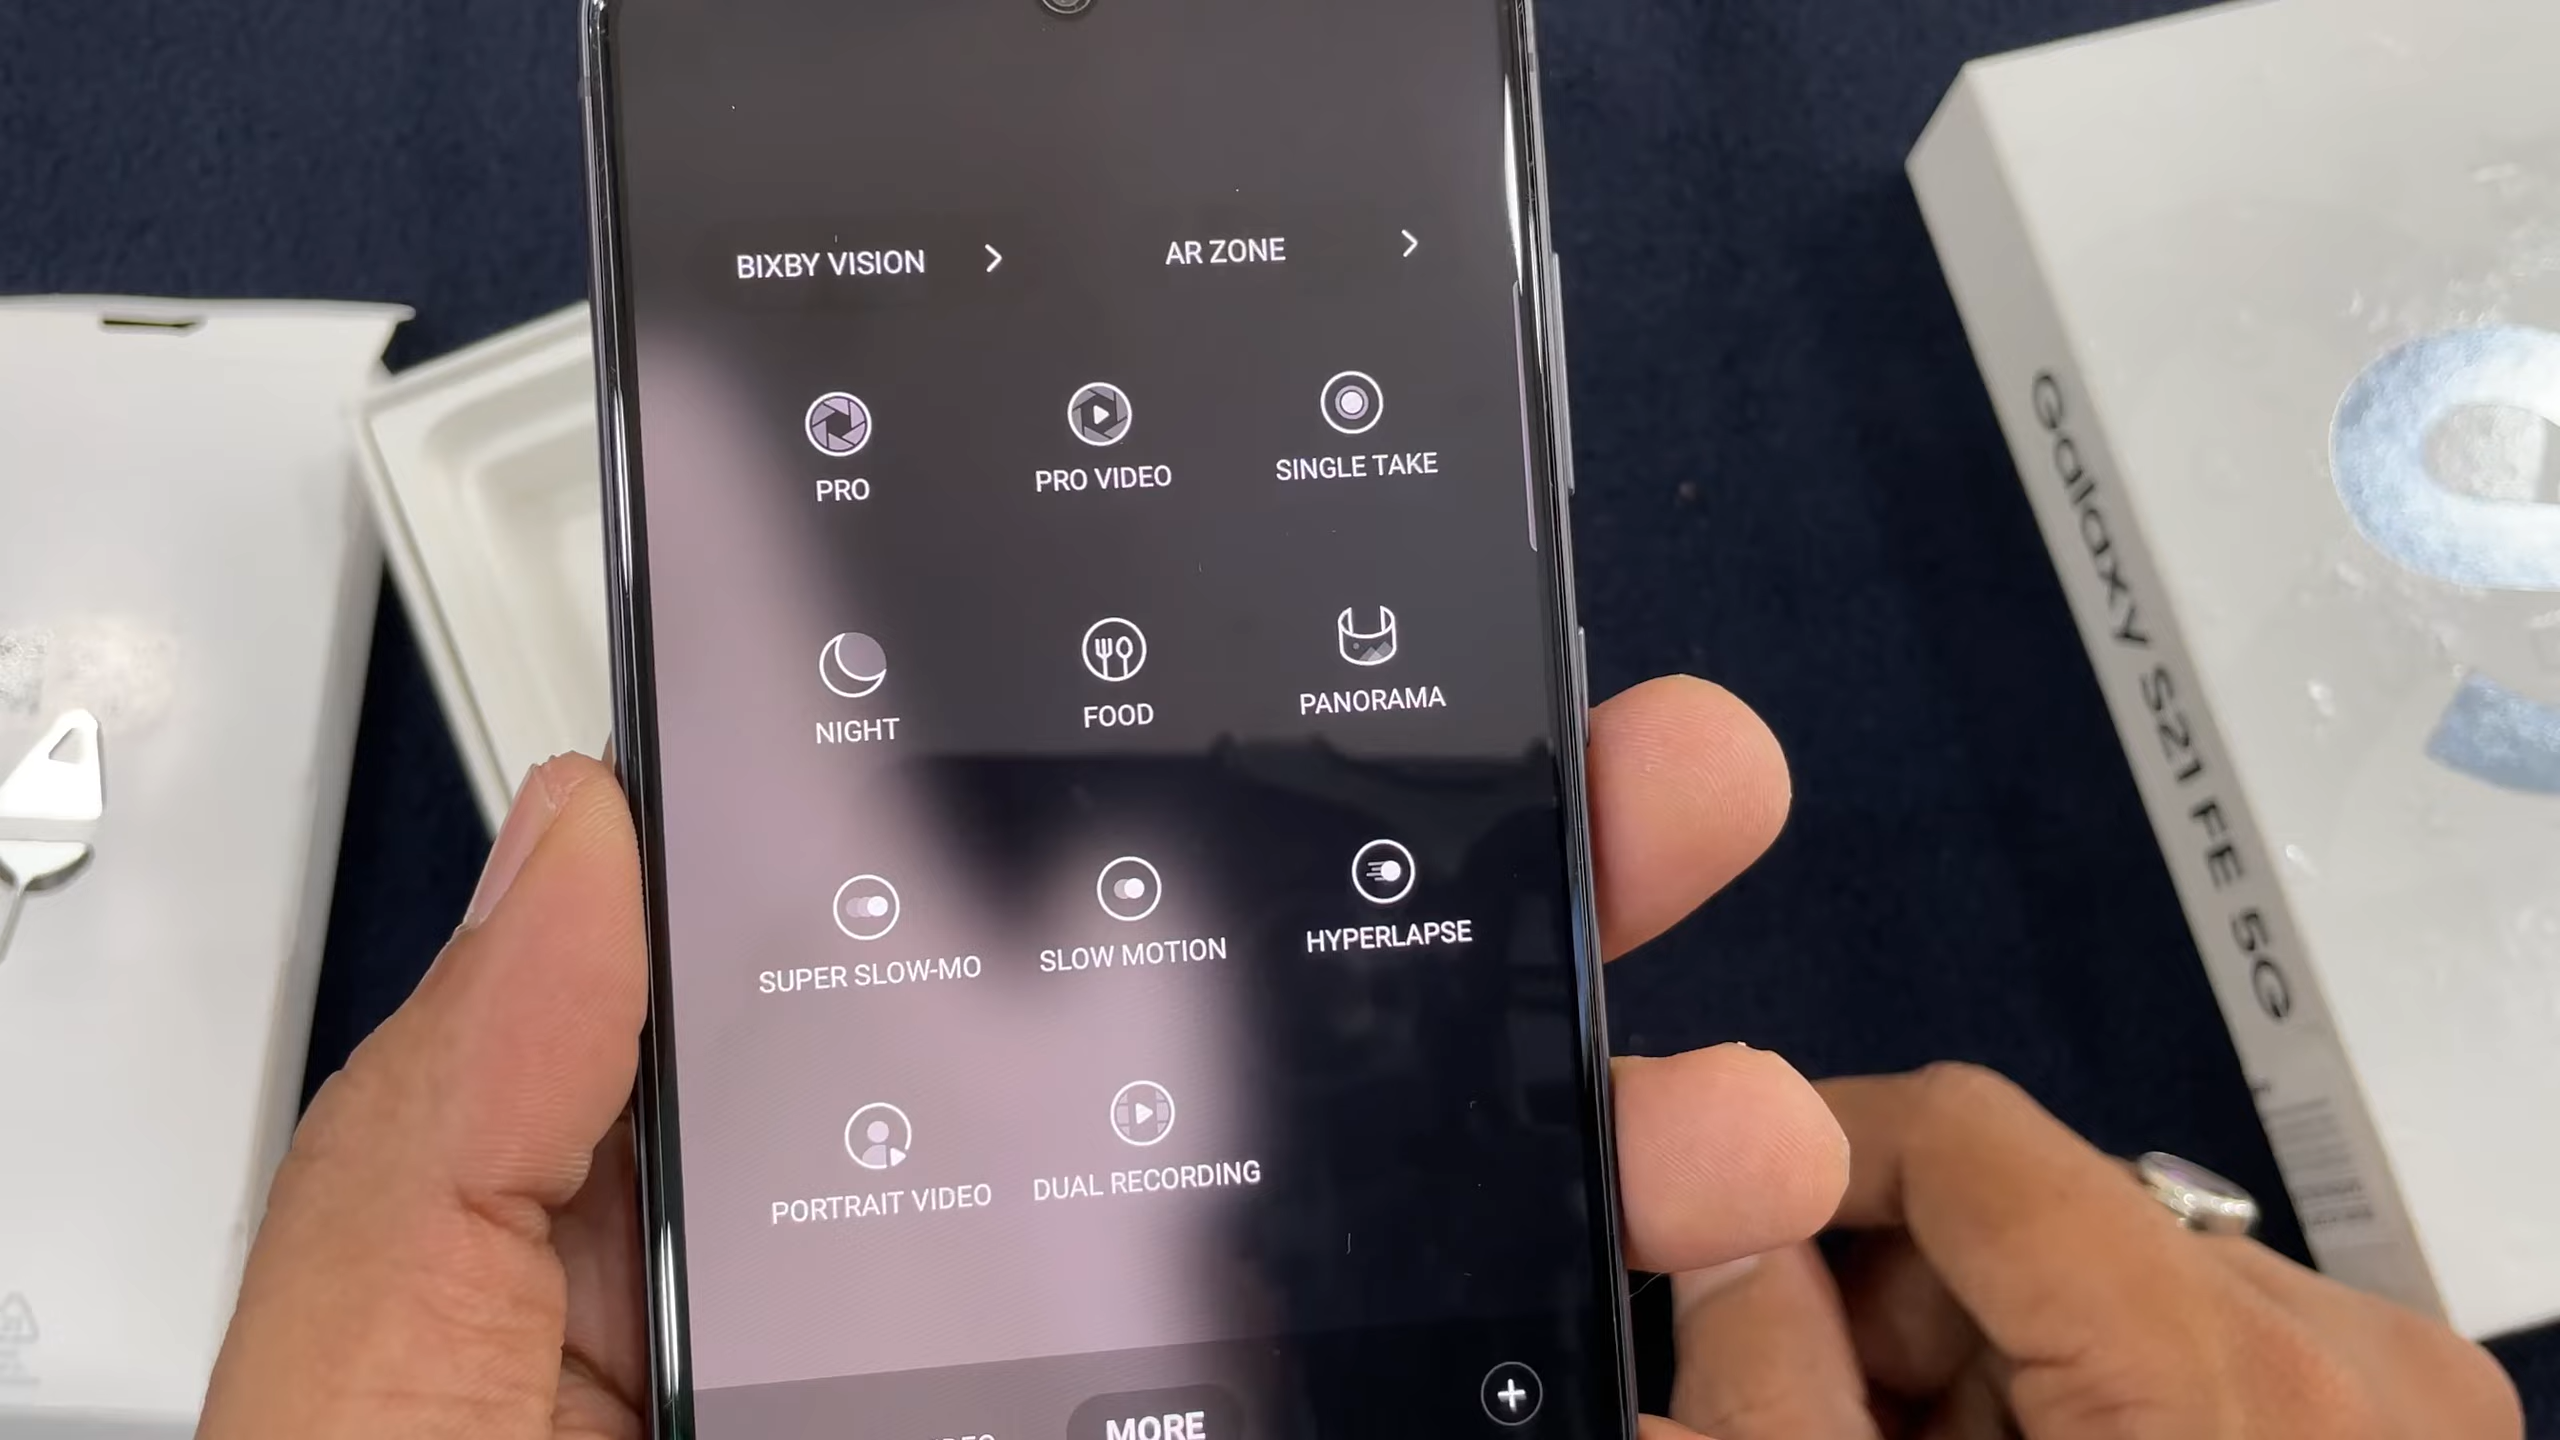 BIXBY VISION
AR ZONE
PRO
PRO VIDEO
SINGLE TAKE
NIGHT
FOOD
PANORAMA
SUPER SLOW-MO
SLOW MOTION
HYPERLAPSE
PORTRAIT VIDEO
DUAL RECORDING
MORE
Galaxy S21 FE 5G